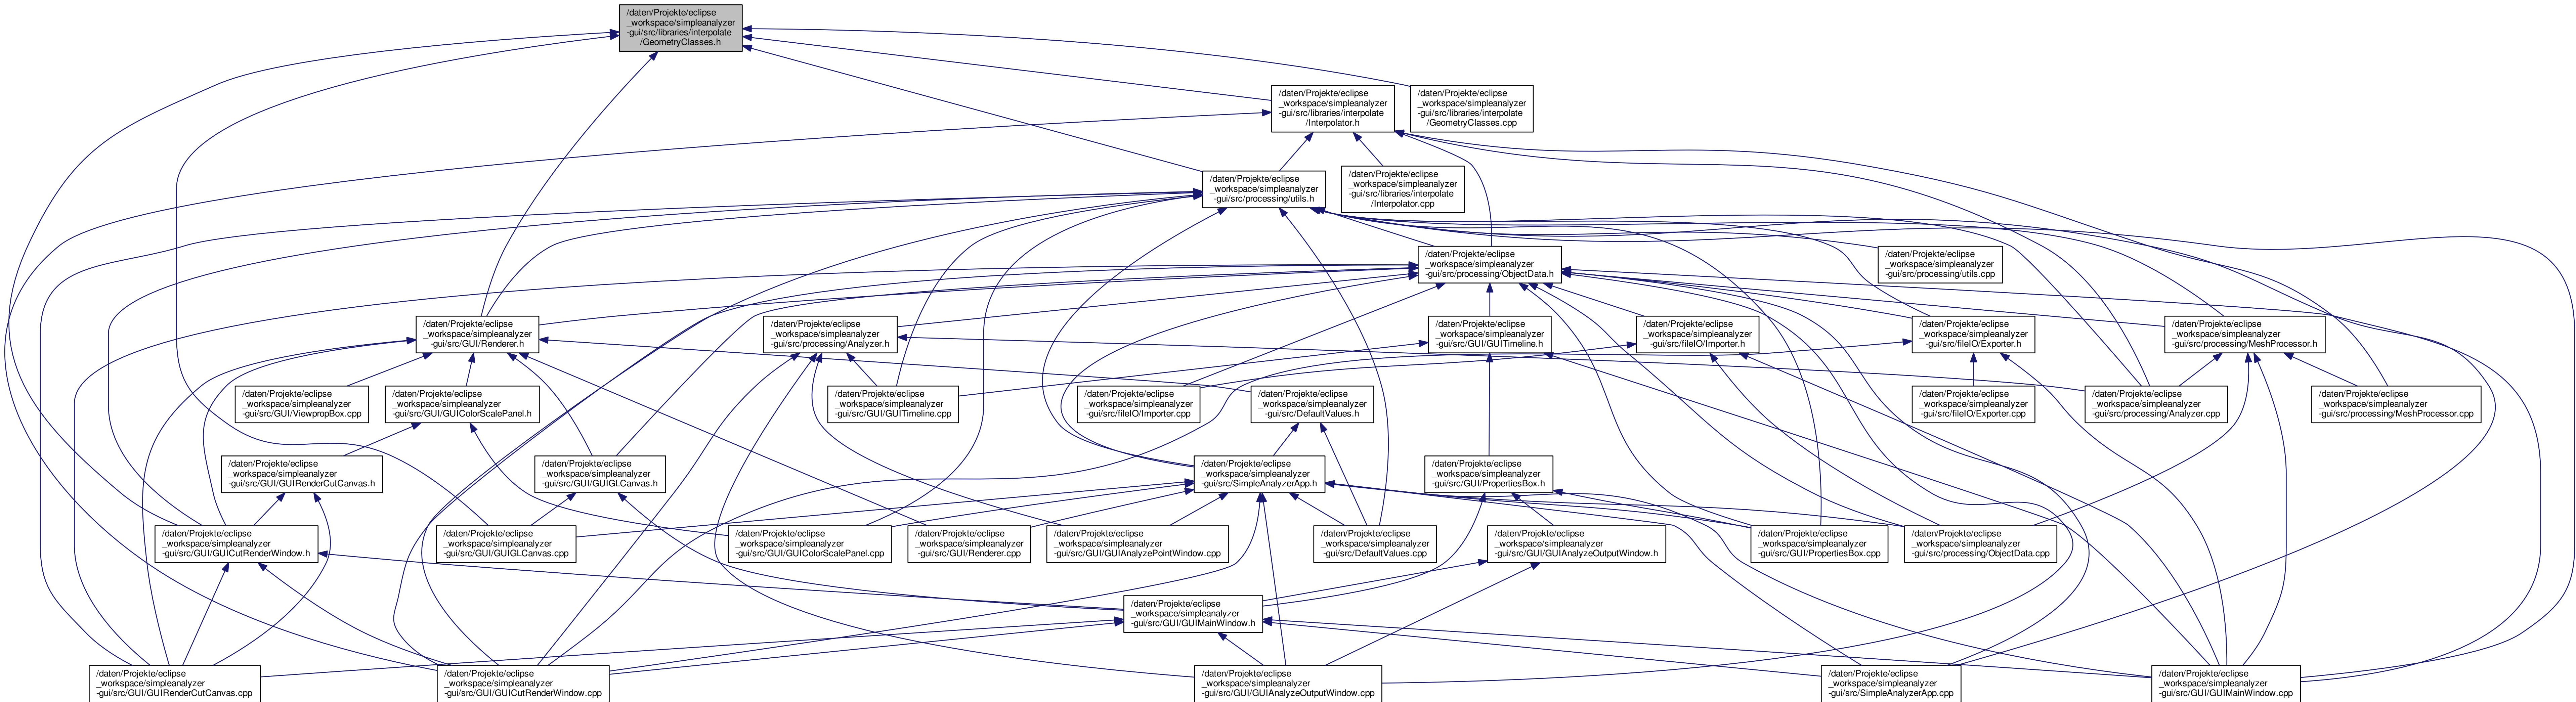 /daten/Projekte/eclipse
_workspace/simpleanalyzer
-gui/src/libraries/interpolate
/GeometryClasses.h
/daten/Projekte/eclipse
_workspace/simpleanalyzer
-gui/src/libraries/interpolate
/Interpolator.h
/daten/Projekte/eclipse
_workspace/simpleanalyzer
-gui/src/libraries/interpolate
/GeometryClasses.cpp
/daten/Projekte/eclipse
_workspace/simpleanalyzer
-gui/src/processing/utils.h
/daten/Projekte/eclipse
_workspace/simpleanalyzer
-gui/src/libraries/interpolate
/Interpolator.cpp
/daten/Projekte/eclipse
_workspace/simpleanalyzer
-gui/src/processing/ObjectData.h
/daten/Projekte/eclipse
_workspace/simpleanalyzer
-gui/src/processing/utils.cpp
/daten/Projekte/eclipse
_workspace/simpleanalyzer
-gui/src/GUI/Renderer.h
/daten/Projekte/eclipse
_workspace/simpleanalyzer
-gui/src/processing/Analyzer.h
/daten/Projekte/eclipse
_workspace/simpleanalyzer
-gui/src/GUI/GUITimeline.h
/daten/Projekte/eclipse
_workspace/simpleanalyzer
-gui/src/fileIO/Importer.h
/daten/Projekte/eclipse
_workspace/simpleanalyzer
-gui/src/fileIO/Exporter.h
/daten/Projekte/eclipse
_workspace/simpleanalyzer
-gui/src/processing/MeshProcessor.h
/daten/Projekte/eclipse
_workspace/simpleanalyzer
-gui/src/GUI/ViewpropBox.cpp
/daten/Projekte/eclipse
_workspace/simpleanalyzer
-gui/src/GUI/GUIColorScalePanel.h
/daten/Projekte/eclipse
_workspace/simpleanalyzer
-gui/src/GUI/GUITimeline.cpp
/daten/Projekte/eclipse
_workspace/simpleanalyzer
-gui/src/fileIO/Importer.cpp
/daten/Projekte/eclipse
_workspace/simpleanalyzer
-gui/src/DefaultValues.h
/daten/Projekte/eclipse
_workspace/simpleanalyzer
-gui/src/fileIO/Exporter.cpp
/daten/Projekte/eclipse
_workspace/simpleanalyzer
-gui/src/processing/Analyzer.cpp
/daten/Projekte/eclipse
_workspace/simpleanalyzer
-gui/src/processing/MeshProcessor.cpp
/daten/Projekte/eclipse
_workspace/simpleanalyzer
-gui/src/GUI/GUIRenderCutCanvas.h
/daten/Projekte/eclipse
_workspace/simpleanalyzer
-gui/src/GUI/GUIGLCanvas.h
/daten/Projekte/eclipse
_workspace/simpleanalyzer
-gui/src/SimpleAnalyzerApp.h
/daten/Projekte/eclipse
_workspace/simpleanalyzer
-gui/src/GUI/PropertiesBox.h
/daten/Projekte/eclipse
_workspace/simpleanalyzer
-gui/src/GUI/GUICutRenderWindow.h
/daten/Projekte/eclipse
_workspace/simpleanalyzer
-gui/src/GUI/GUIGLCanvas.cpp
/daten/Projekte/eclipse
_workspace/simpleanalyzer
-gui/src/GUI/GUIColorScalePanel.cpp
/daten/Projekte/eclipse
_workspace/simpleanalyzer
-gui/src/GUI/Renderer.cpp
/daten/Projekte/eclipse
_workspace/simpleanalyzer
-gui/src/GUI/GUIAnalyzePointWindow.cpp
/daten/Projekte/eclipse
_workspace/simpleanalyzer
-gui/src/DefaultValues.cpp
/daten/Projekte/eclipse
_workspace/simpleanalyzer
-gui/src/GUI/GUIAnalyzeOutputWindow.h
/daten/Projekte/eclipse
_workspace/simpleanalyzer
-gui/src/GUI/PropertiesBox.cpp
/daten/Projekte/eclipse
_workspace/simpleanalyzer
-gui/src/processing/ObjectData.cpp
/daten/Projekte/eclipse
_workspace/simpleanalyzer
-gui/src/GUI/GUIMainWindow.h
/daten/Projekte/eclipse
_workspace/simpleanalyzer
-gui/src/GUI/GUIRenderCutCanvas.cpp
/daten/Projekte/eclipse
_workspace/simpleanalyzer
-gui/src/GUI/GUICutRenderWindow.cpp
/daten/Projekte/eclipse
_workspace/simpleanalyzer
-gui/src/GUI/GUIAnalyzeOutputWindow.cpp
/daten/Projekte/eclipse
_workspace/simpleanalyzer
-gui/src/SimpleAnalyzerApp.cpp
/daten/Projekte/eclipse
_workspace/simpleanalyzer
-gui/src/GUI/GUIMainWindow.cpp